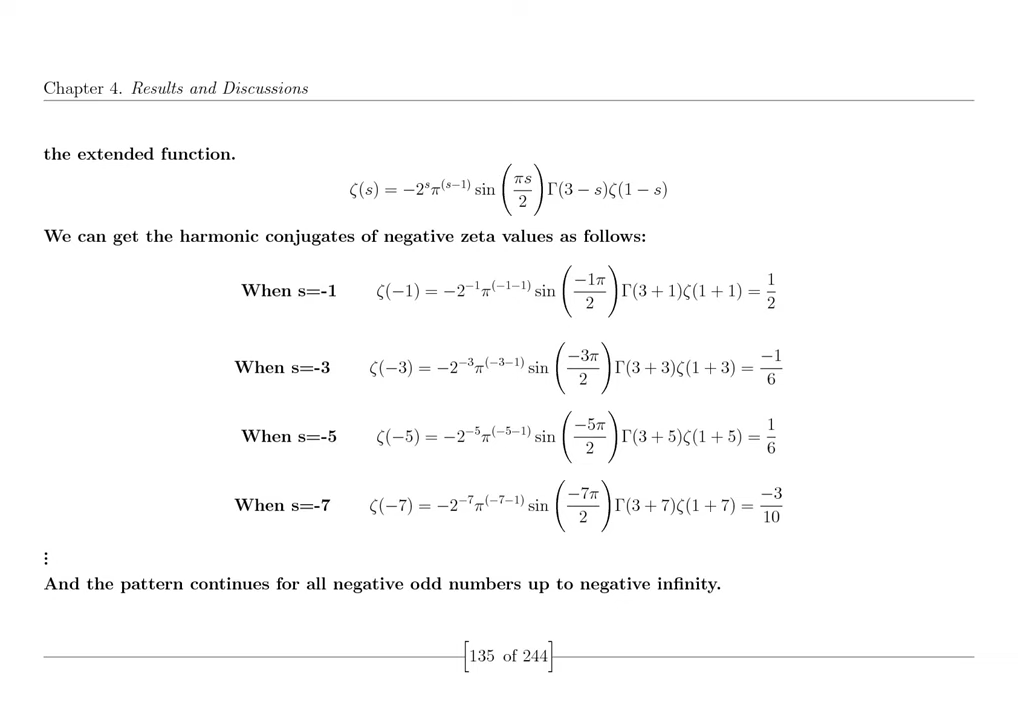 Chapter 4. Results and Discussions
the extended function.
ζ(s) = −2^s π^(s−1) sin(πs/2) Γ(3 − s)ζ(1 − s)
We can get the harmonic conjugates of negative zeta values as follows:
When s=-1 ζ(−1) = −2^−1 π^(−1−1) sin(−1π/2) Γ(3 + 1)ζ(1 + 1) = 1/2
When s=-3 ζ(−3) = −2^−3 π^(−3−1) sin(−3π/2) Γ(3 + 3)ζ(1 + 3) = −1/6
When s=-5 ζ(−5) = −2^−5 π^(−5−1) sin(−5π/2) Γ(3 + 5)ζ(1 + 5) = 1/6
When s=-7 ζ(−7) = −2^−7 π^(−7−1) sin(−7π/2) Γ(3 + 7)ζ(1 + 7) = −3/10
⋮
And the pattern continues for all negative odd numbers up to negative infinity.
[135 of 244]